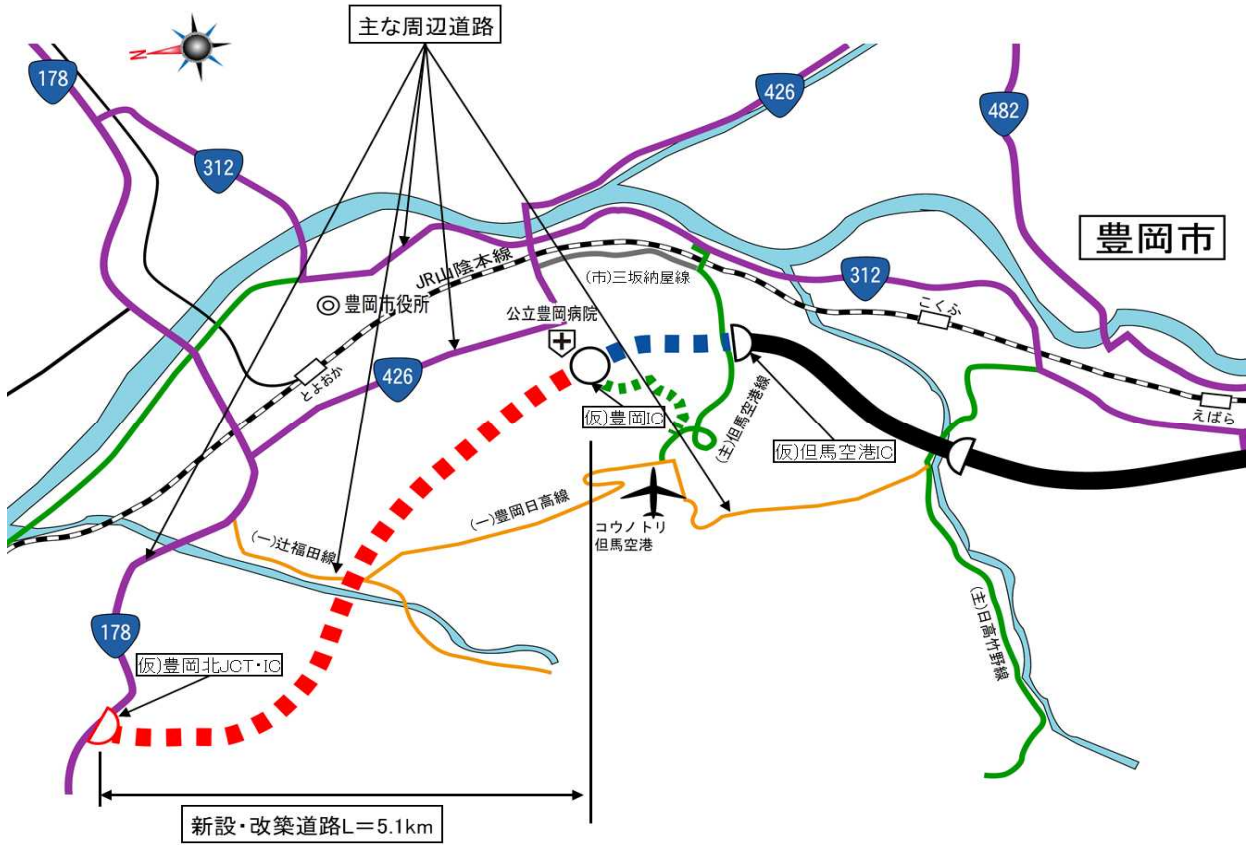 主な周辺道路
N
178
312
426
482
豊岡市
JR山陰本線
(市)三坂納屋線
312
こくふ
豊岡市役所
公立豊岡病院
とよおか
426
(仮)豊岡IC
(主)但馬空港線
(仮)但馬空港IC
えばら
(一)豊岡日高線
コウノトリ
但馬空港
(一)辻福田線
(主)日高竹野線
178
(仮)豊岡北JCT・IC
新設・改築道路L=5.1km